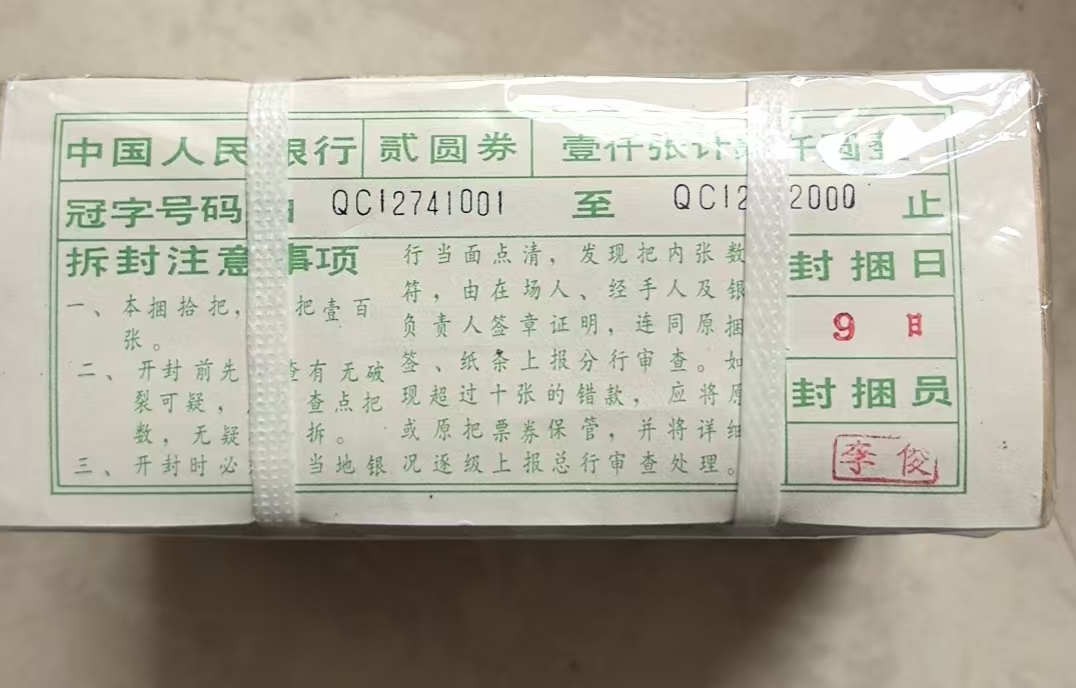 中国人民 银行 贰圆券 壹仟张计 仟圆整
冠字号码 QC12741001 至 QC12 2000 止
拆封注意事项
一、本捆拾把, 把壹百
张。
二、开封前先 查有无破
裂可疑, 查点把
数,无疑 拆。
三、开封时必 当地银
行当面点清,发现把内张数
符,由在场人、经手人及银
负责人签章证明,连同原捆
签、纸条上报分行审查。如
现超过十张的错款,应将原
或原把票券保管,并将详细
况逐级上报总行审查处理。
封捆日
9 日
封捆员
李俊